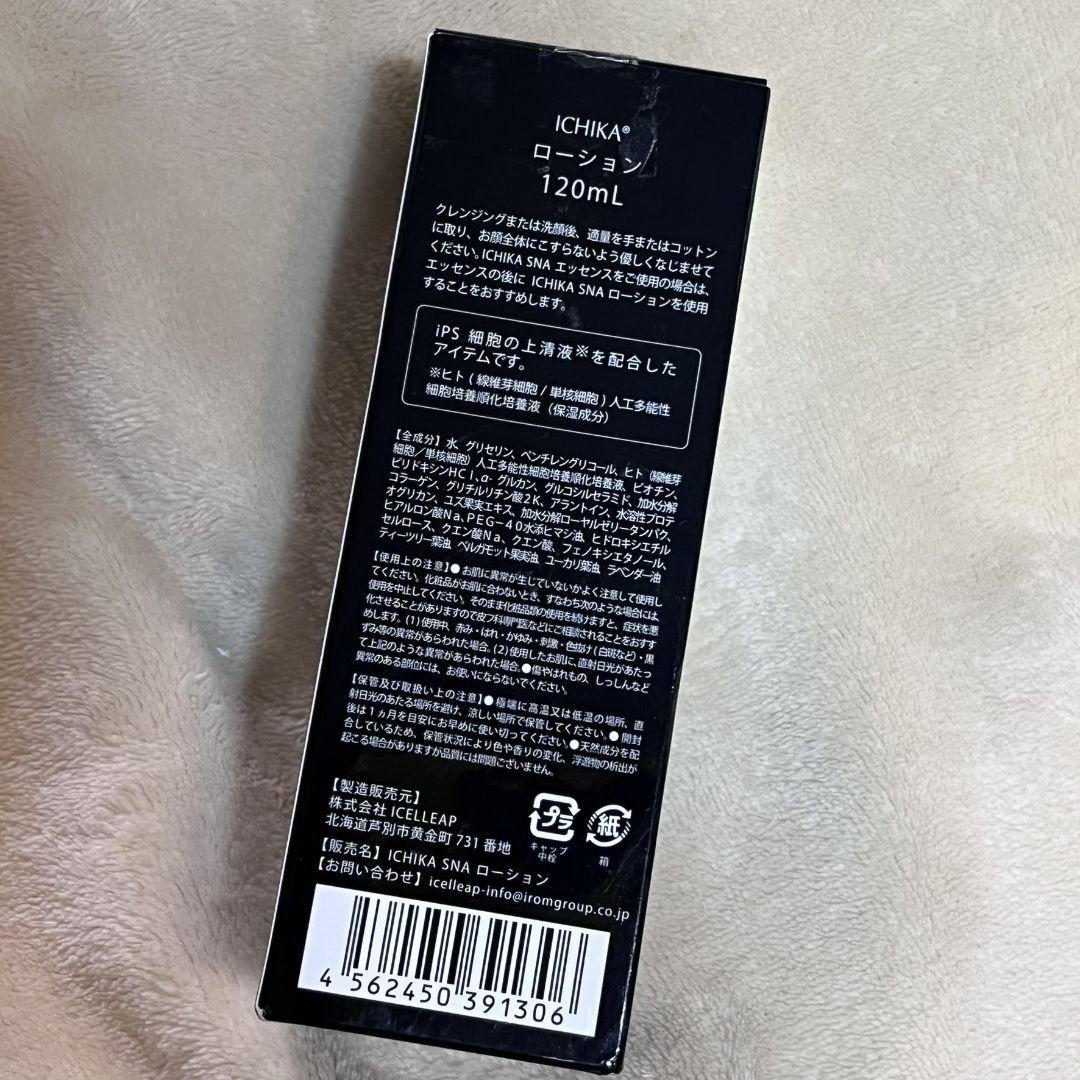 ICHIKA®
ローション
120mL
クレンジングまたは洗顔後、適量を手またはコットン
に取り、お顔全体にこすらないよう優しくなじませて
ください。ICHIKA SNA エッセンスをご使用の場合は、
エッセンスの後に ICHIKA SNA ローションを使用
することをおすすめします。
iPS 細胞の上清液※を配合した
アイテムです。
※ヒト ( 線維芽細胞 / 単核細胞 ) 人工多能性
細胞培養順化培養液（保湿成分）
【全成分】水、グリセリン、ペンチレングリコール、ヒト（線維芽
細胞/単核細胞）人工多能性細胞培養順化培養液、ビオチン、
ピリドキシンHCl、α-グルカン、グルコシルセラミド、加水分解
コラーゲン、グリチルリチン酸2K、アラントイン、水溶性プロテ
オグリカン、ユズ果実エキス、加水分解ローヤルゼリータンパク、
ヒアルロン酸Na、PEG-40水添ヒマシ油、ヒドロキシエチル
セルロース、クエン酸Na、クエン酸、フェノキシエタノール、
ティーツリー葉油、ベルガモット果実油、ユーカリ葉油、ラベンダー油
【使用上の注意】●お肌に異常が生じていないかよく注意して使用し
てください。化粧品がお肌に合わないとき、すなわち次のような場合には
使用を中止してください。そのまま化粧品類の使用を続けますと、症状を悪
化させることがありますので皮フ科専門医などにご相談されることをおすす
めします。(1)使用中、赤み・はれ・かゆみ・刺激・色抜け(白斑など)・黒
ずみ等の異常があらわれた場合。(2)使用したお肌に、直射日光があたっ
て上記のような異常があらわれた場合。●傷やはれもの、しっしんなど
異常のある部位には、お使いにならないでください。
【保管及び取扱い上の注意】●極端に高温又は低温の場所、直
射日光のあたる場所を避け、涼しい場所で保管してください。●開封
後は1ヵ月を目安にお早めに使い切ってください。●天然成分を配
合しているため、保管状況により色や香りの変化、浮遊物の析出が
起こる場合がありますが品質には問題ございません。
【製造販売元】
株式会社 ICELLEAP
北海道芦別市黄金町 731 番地
プラ
キャップ
中栓
紙
箱
【販売名】ICHIKA SNA ローション
【お問い合わせ】icelleap-info@iromgroup.co.jp
4 562450 391306